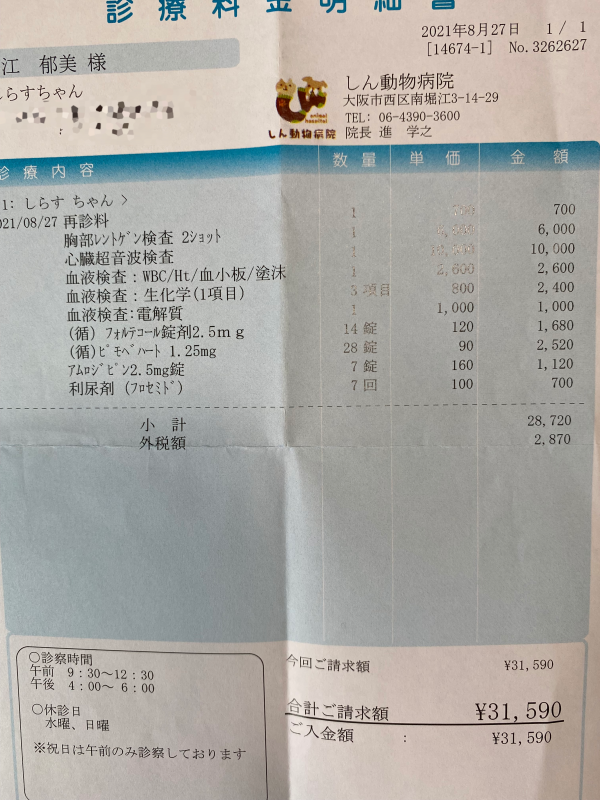 診療料金明細書
2021年8月27日 1 / 1
[14674-1] No.3262627
江 郁美 様
しらすちゃん
しん動物病院
大阪市西区南堀江3-14-29
TEL: 06-4390-3600
院長 進 学之
animal hospital
しん動物病院
診療内容 数量 単価 金額
1: しらす ちゃん >
2021/08/27 再診料 1 700
胸部ﾚﾝﾄｹﾞﾝ検査 2ｼｮｯﾄ 1 6,000
心臓超音波検査 1 10,000
血液検査：WBC/Ht/血小板/塗沫 1 2,600 2,600
血液検査：生化学(1項目) 3 項目 800 2,400
血液検査:電解質 1 1,000 1,000
(循) ﾌｫﾙﾃｺｰﾙ錠剤2.5ｍｇ 14 錠 120 1,680
(循)ﾋﾟﾓﾍﾞﾊｰﾄ 1.25mg 28 錠 90 2,520
ｱﾑﾛｼﾞﾋﾟﾝ2.5mg錠 7 錠 160 1,120
利尿剤 (ﾌﾛｾﾐﾄﾞ) 7 回 100 700
小 計 28,720
外税額 2,870
○診察時間
午前 9：30～12：30
午後 4：00～ 6：00
○休診日
水曜、日曜
※祝日は午前のみ診察しております
今回ご請求額 ¥31,590
合計ご請求額 ¥31,590
ご入金額 : ¥31,590